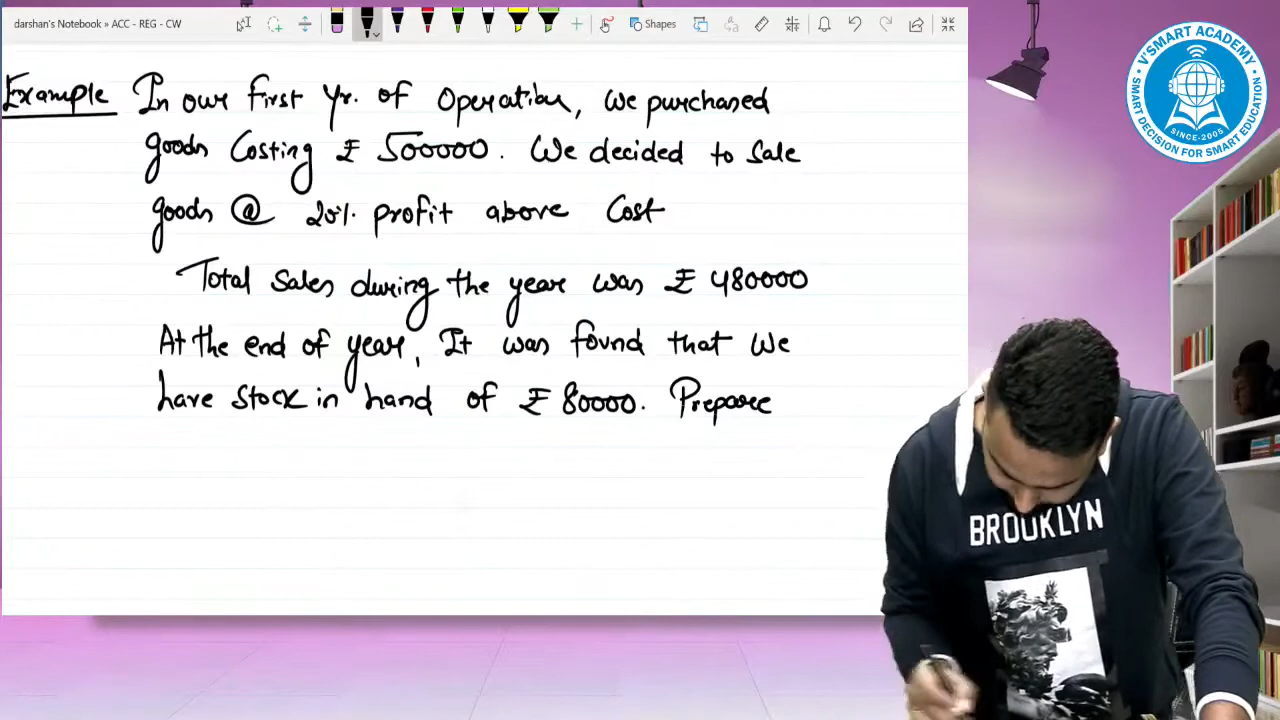 darshan's Notebook » ACC - REG - CW
Shapes
Example In our first Yr. of Operation, We purchased
goods Costing ₹ 500000. We decided to Sale
goods @ 20% profit above Cost
Total Sales during the year was ₹ 480000
At the end of year, It was found that We
have Stock in hand of ₹ 80000. Prepare
V'SMART ACADEMY
SINCE-2005
SMART DECISION FOR SMART EDUCATION
BROOKLYN